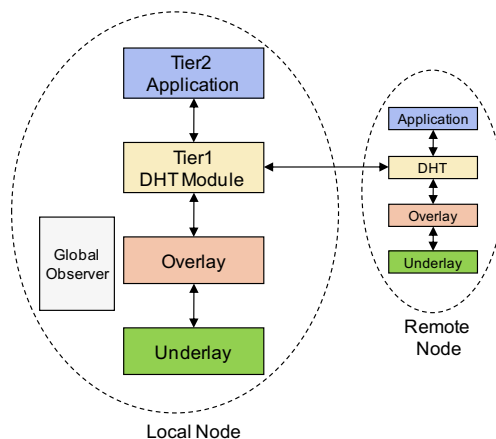 Tier2
Application
Tier1
DHT Module
Global
Observer
Overlay
Underlay
Local Node
Application
DHT
Overlay
Underlay
Remote
Node